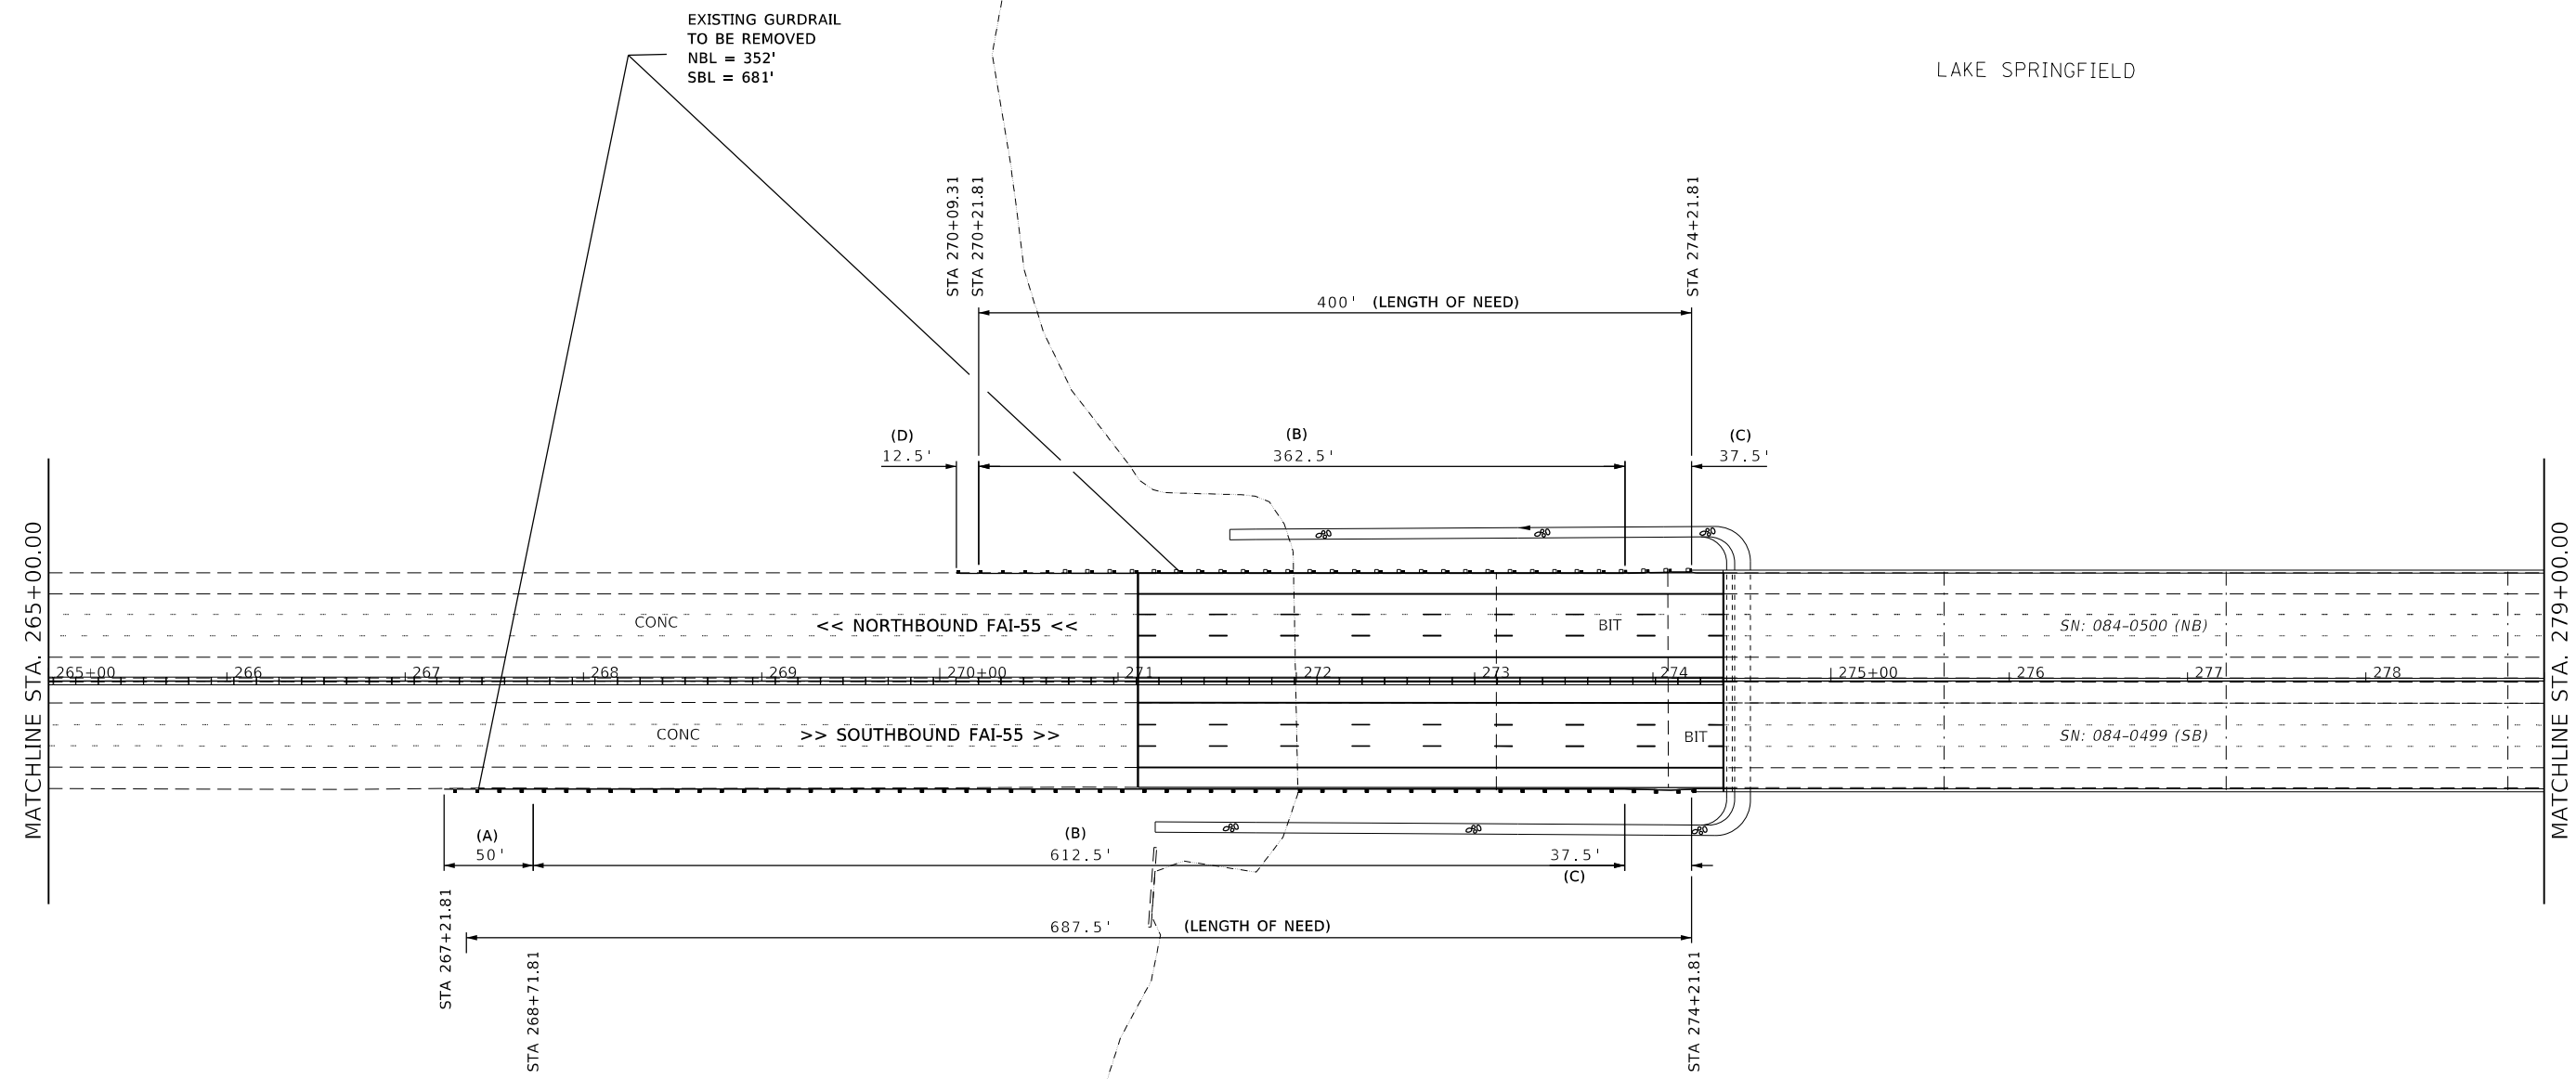 EXISTING GURDRAIL
TO BE REMOVED
NBL = 352'
SBL = 681'
LAKE SPRINGFIELD
STA 270+09.31
STA 270+21.81
STA 274+21.81
400' (LENGTH OF NEED)
(D)
12.5'
(B)
362.5'
(C)
37.5'
MATCHLINE STA. 265+00.00
MATCHLINE STA. 279+00.00
CONC
<< NORTHBOUND FAI-55 <<
BIT
SN: 084-0500 (NB)
265+00 266 267 268 269 270+00 271 272 273 274 275+00 276 277 278
CONC
>> SOUTHBOUND FAI-55 >>
BIT
SN: 084-0499 (SB)
(A)
50'
(B)
612.5'
37.5'
(C)
STA 267+21.81
687.5' (LENGTH OF NEED)
STA 268+71.81
STA 274+21.81